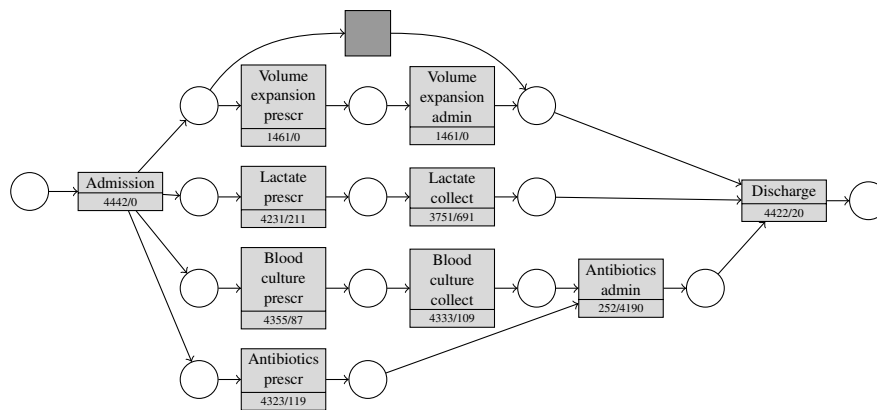 Volume
expansion
prescr
1461/0
Volume
expansion
admin
1461/0
Admission
4442/0
Lactate
prescr
4231/211
Lactate
collect
3751/691
Discharge
4422/20
Blood
culture
prescr
4355/87
Blood
culture
collect
4333/109
Antibiotics
admin
252/4190
Antibiotics
prescr
4323/119